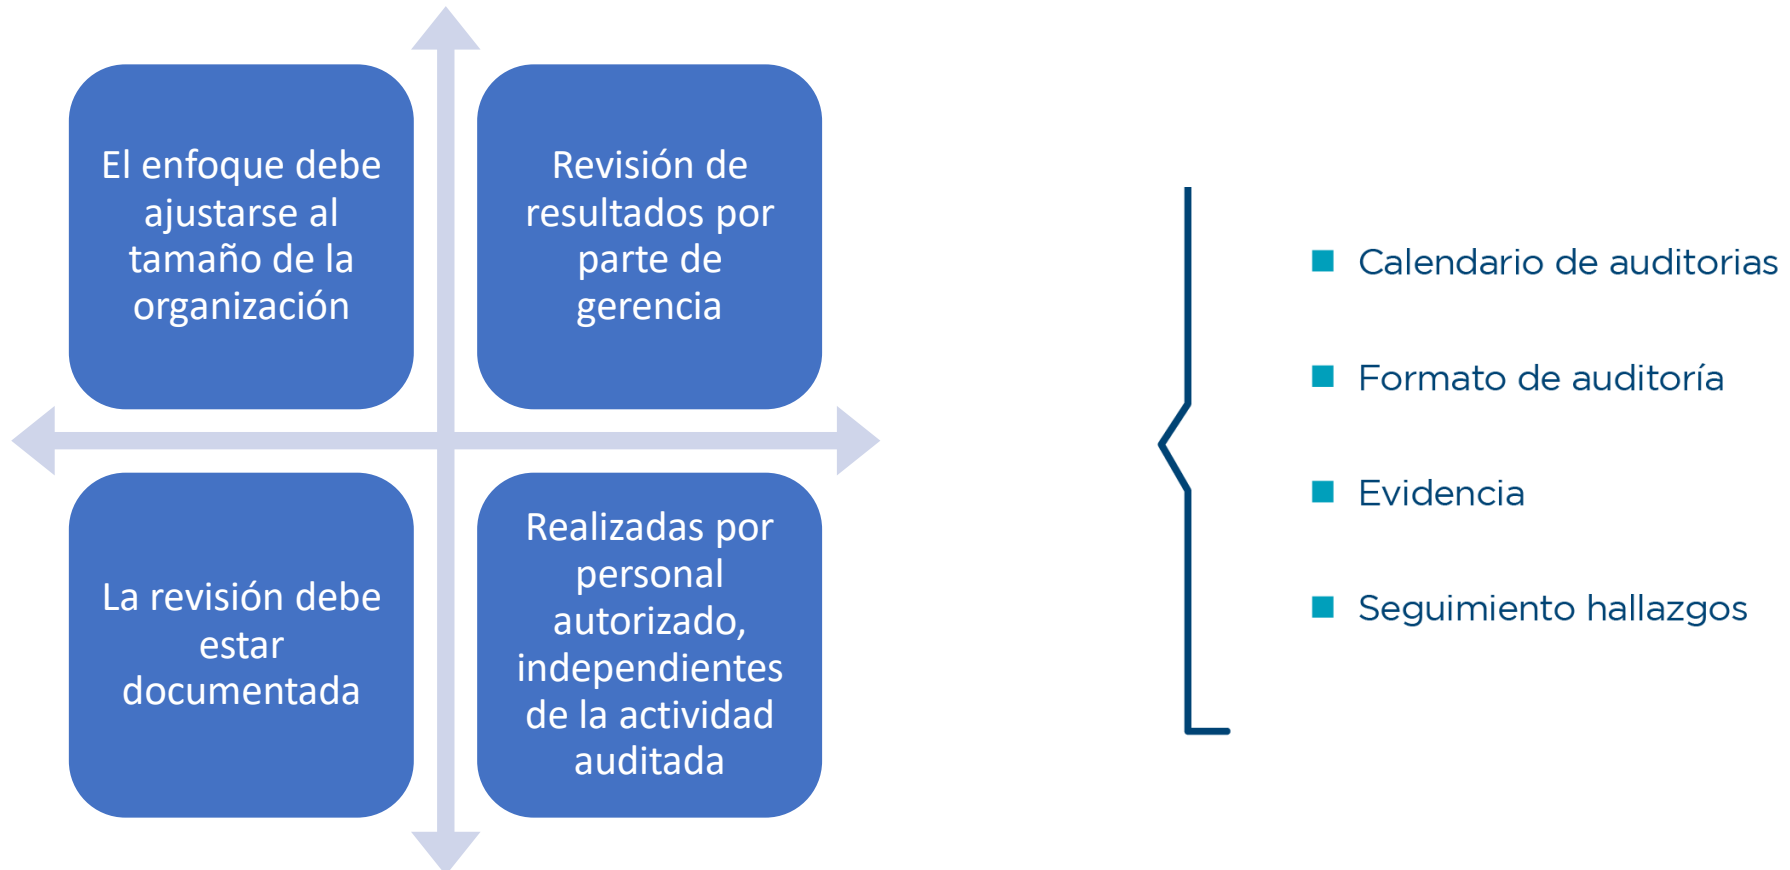 El enfoque debe
ajustarse al
tamaño de la
organización
Revisión de
resultados por
parte de
gerencia
La revisión debe
estar
documentada
Realizadas por
personal
autorizado,
independientes
de la actividad
auditada
Calendario de auditorias
Formato de auditoría
Evidencia
Seguimiento hallazgos